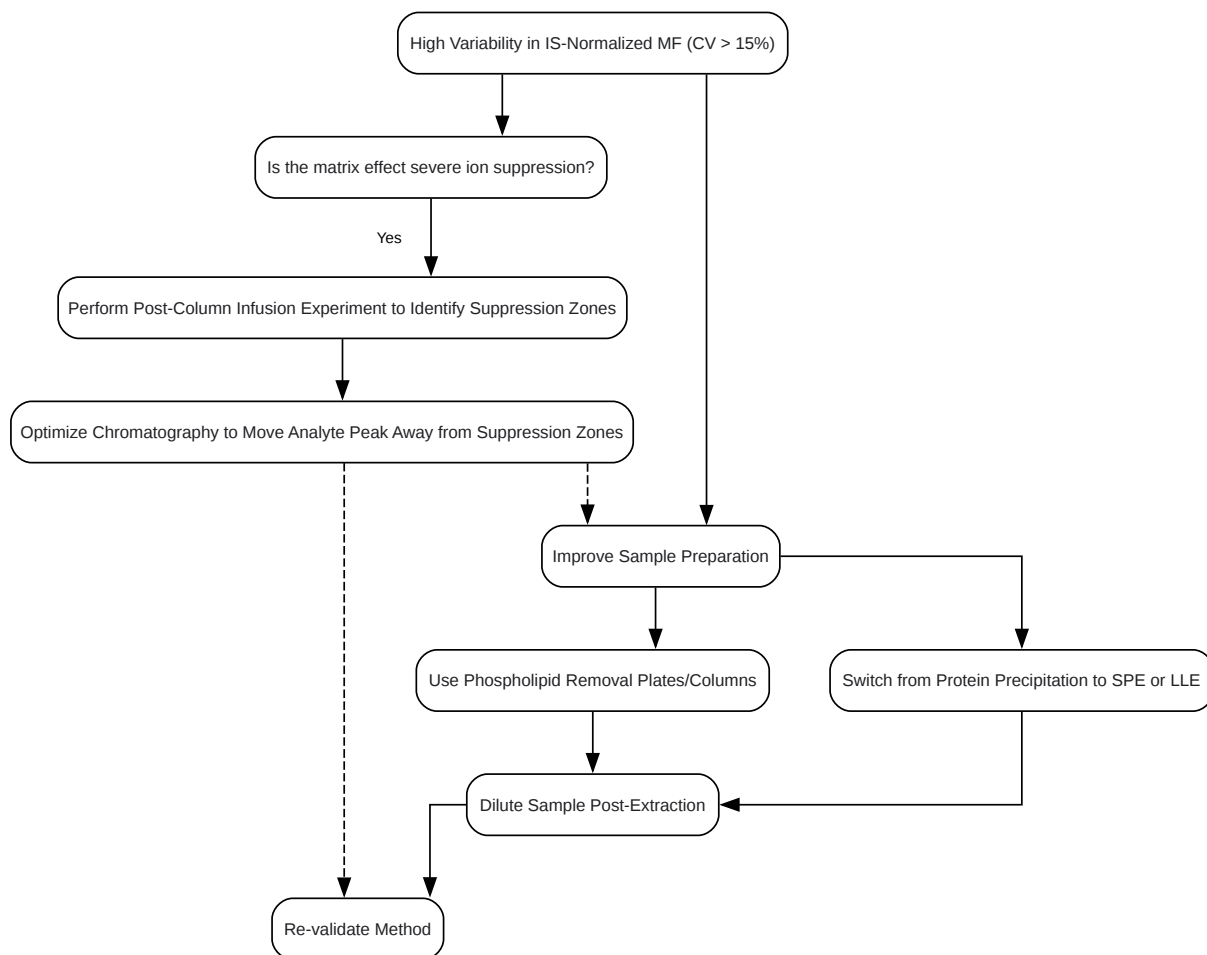 High Variability in IS-Normalized MF (CV > 15%)
Is the matrix effect severe ion suppression?
Yes
Perform Post-Column Infusion Experiment to Identify Suppression Zones
Optimize Chromatography to Move Analyte Peak Away from Suppression Zones
Improve Sample Preparation
Use Phospholipid Removal Plates/Columns
Switch from Protein Precipitation to SPE or LLE
Dilute Sample Post-Extraction
Re-validate Method